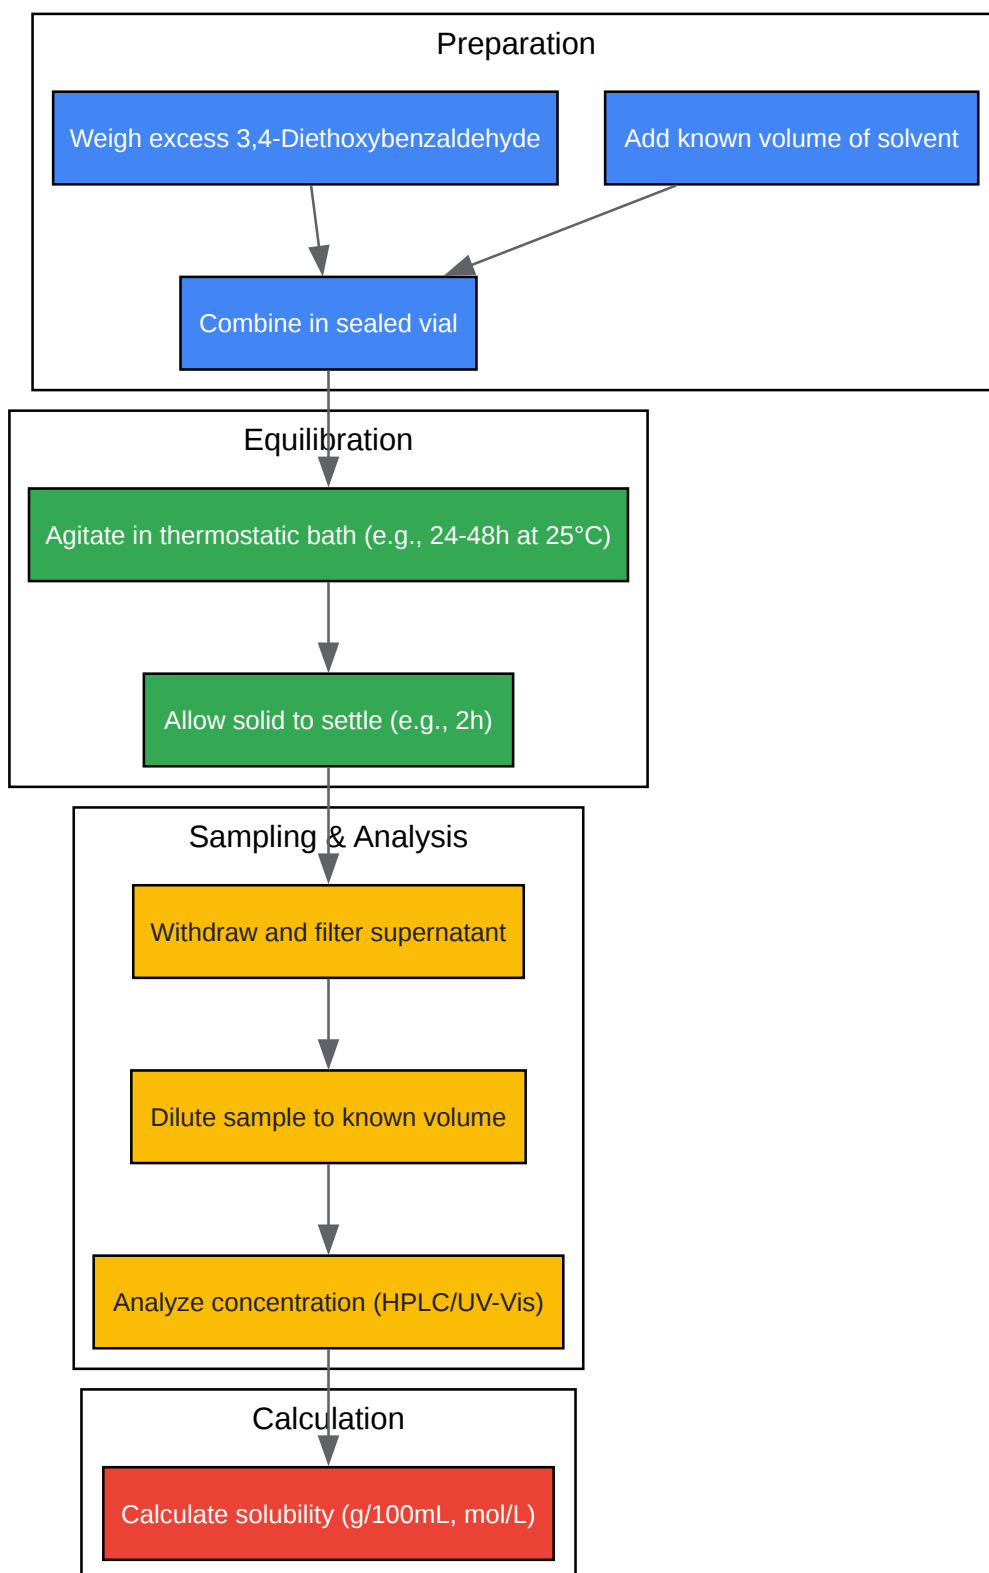 Preparation
Weigh excess 3,4-Diethoxybenzaldehyde
Add known volume of solvent
Combine in sealed vial
Equilibration
Agitate in thermostatic bath (e.g., 24-48h at 25°C)
Allow solid to settle (e.g., 2h)
Sampling & Analysis
Withdraw and filter supernatant
Dilute sample to known volume
Analyze concentration (HPLC/UV-Vis)
Calculation
Calculate solubility (g/100mL, mol/L)